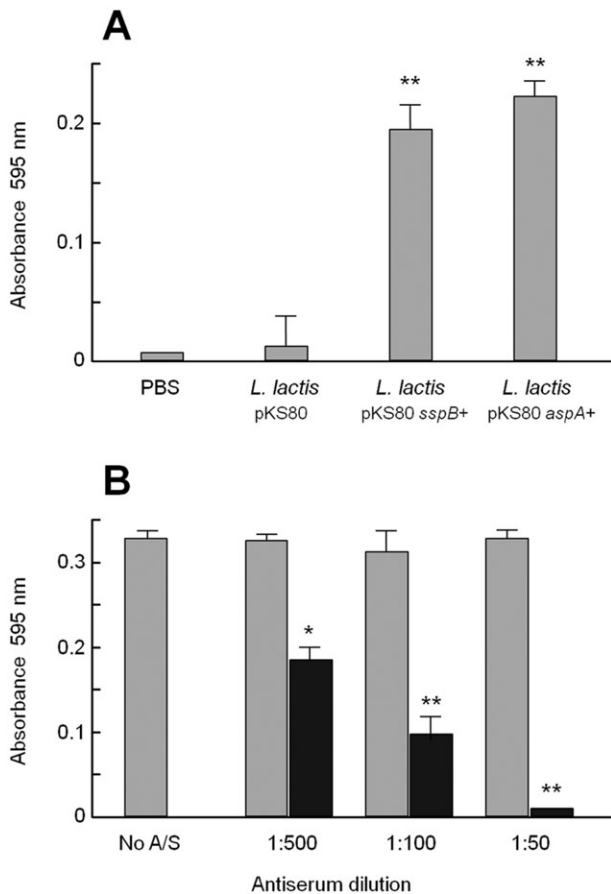 A
Absorbance 595 nm
0.2
0.1
0
**
**
PBS
L. lactis
pKS80
L. lactis
pKS80 sspB+
L. lactis
pKS80 aspA+
B
Absorbance 595 nm
0.3
0.2
0.1
0
*
**
**
No A/S
1:500
1:100
1:50
Antiserum dilution